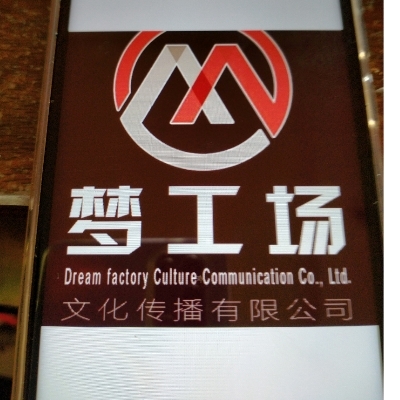 梦工场
Dream factory Culture Communication Co., Ltd.
文化传播有限公司